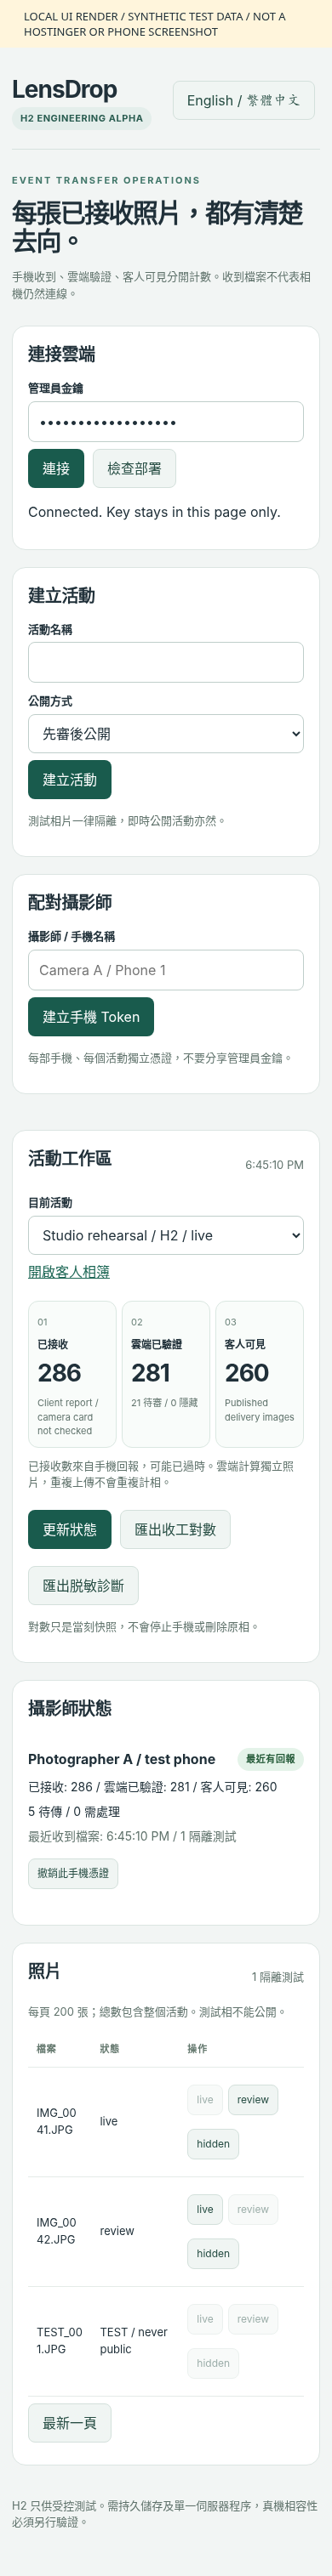 LOCAL UI RENDER / SYNTHETIC TEST DATA / NOT A
HOSTINGER OR PHONE SCREENSHOT
LensDrop
H2 ENGINEERING ALPHA
English / 繁體中文
EVENT TRANSFER OPERATIONS
每張已接收照片，都有清楚
去向。
手機收到、雲端驗證、客人可見分開計數。收到檔案不代表相
機仍然連線。
連接雲端
管理員金鑰
••••••••••••••••••
連接
檢查部署
Connected. Key stays in this page only.
建立活動
活動名稱
公開方式
先審後公開
建立活動
測試相片一律隔離，即時公開活動亦然。
配對攝影師
攝影師 / 手機名稱
Camera A / Phone 1
建立手機 Token
每部手機、每個活動獨立憑證，不要分享管理員金鑰。
活動工作區
6:45:10 PM
目前活動
Studio rehearsal / H2 / live
開啟客人相簿
01
已接收
286
Client report /
camera card
not checked
02
雲端已驗證
281
21 待審 / 0 隱藏
03
客人可見
260
Published
delivery images
已接收數來自手機回報，可能已過時。雲端計算獨立照
片，重複上傳不會重複計相。
更新狀態
匯出收工對數
匯出脱敏診斷
對數只是當刻快照，不會停止手機或刪除原相。
攝影師狀態
Photographer A / test phone
最近有回報
已接收: 286 / 雲端已驗證: 281 / 客人可見: 260
5 待傳 / 0 需處理
最近收到檔案: 6:45:10 PM / 1 隔離測試
撤銷此手機憑證
照片
1 隔離測試
每頁 200 張；總數包含整個活動。測試相不能公開。
檔案
狀態
操作
IMG_00
41.JPG
live
live
review
hidden
IMG_00
42.JPG
review
live
review
hidden
TEST_00
1.JPG
TEST / never
public
live
review
hidden
最新一頁
H2 只供受控測試。需持久儲存及單一伺服器程序，真機相容性
必須另行驗證。